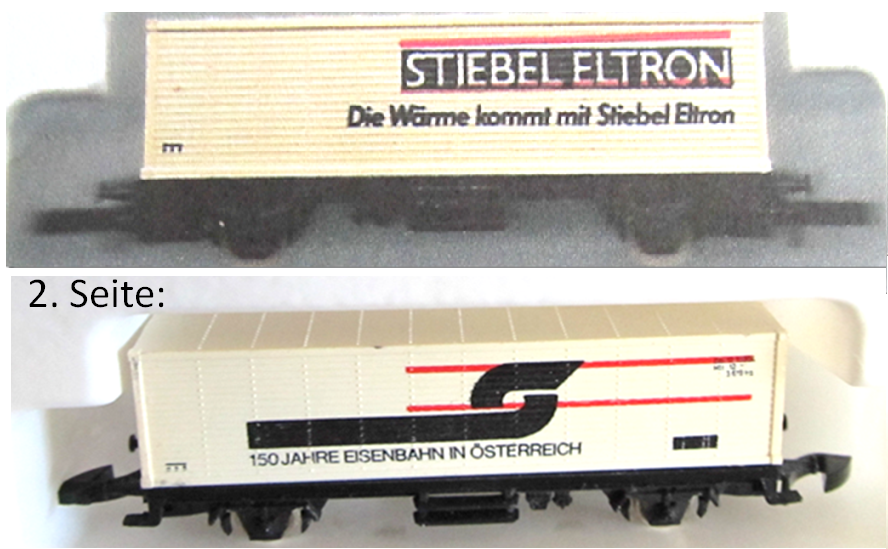 STIEBEL ELTRON
Die Wärme kommt mit Stiebel Eltron
2. Seite:
150 JAHRE EISENBAHN IN ÖSTERREICH